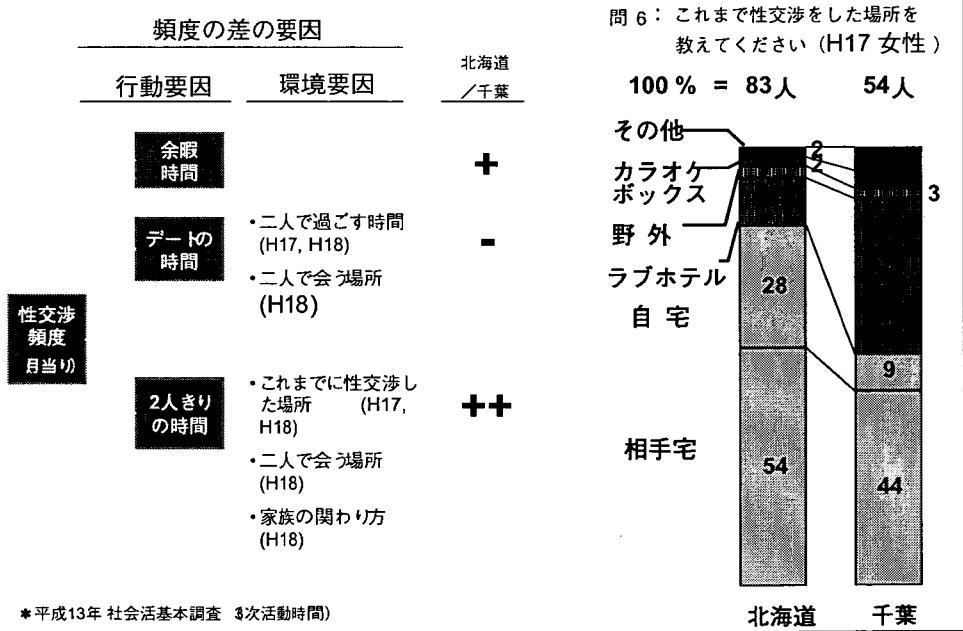 頻度の差の要因
行動要因
環境要因
北海道
／千葉
性交渉
頻度
月当り)
余暇
時間
+
デートの
時間
・二人で過ごす時間
(H17, H18)
・二人で会う場所
(H18)
-
2人きり
の時間
・これまでに性交渉し
た場所 (H17,
H18)
・二人で会う場所
(H18)
・家族の関わり方
(H18)
++
*平成13年 社会活基本調査 3次活動時間)
問 6： これまで性交渉をした場所を
教えてください（H17 女性）
100 % = 83人 54人
その他
カラオケ
ボックス
野 外
ラブホテル
自 宅
相手宅
2
2
3
28
9
54
44
北海道 千葉